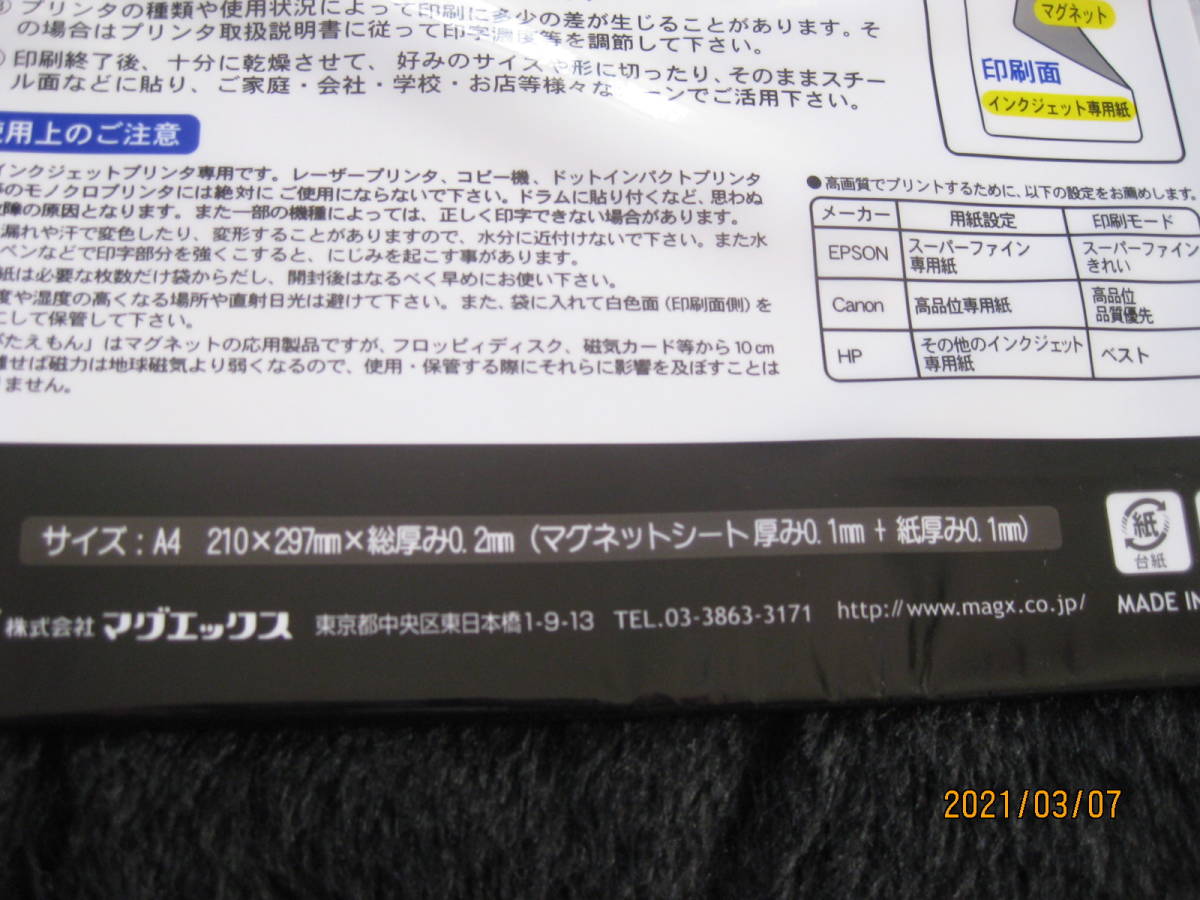 プリンタの種類や使用状況によって印刷に多少の差が生じることがあります。そ
の場合はプリンタ取扱説明書に従って印字濃度等を調節して下さい。
印刷終了後、十分に乾燥させて、好みのサイズや形に切ったり、そのままスチー
ル面などに貼り、ご家庭・会社・学校・お店等様々なシーンでご活用下さい。
マグネット
印刷面
インクジェット専用紙
使用上のご注意
インクジェットプリンタ専用です。レーザープリンタ、コピー機、ドットインパクトプリンタ
等のモノクロプリンタには絶対にご使用にならないで下さい。ドラムに貼り付くなど、思わぬ
故障の原因となります。また一部の機種によっては、正しく印字できない場合があります。
漏れや汗で変色したり、変形することがありますので、水分に近付けないで下さい。また水
ペンなどで印字部分を強くこすると、にじみを起こす事があります。
紙は必要な枚数だけ袋からだし、開封後はなるべく早めにお使い下さい。
度や湿度の高くなる場所や直射日光は避けて下さい。また、袋に入れて白色面(印刷面側)を
にして保管して下さい。
たえもん」はマグネットの応用製品ですが、フロッピィディスク、磁気カード等から10cm
離せば磁力は地球磁気より弱くなるので、使用・保管する際にそれらに影響を及ぼすことは
りません。
●高画質でプリントするために、以下の設定をお薦めします。
メーカー 用紙設定 印刷モード
EPSON スーパーファイン専用紙 スーパーファインきれい
Canon 高品位専用紙 高品位品質優先
HP その他のインクジェット専用紙 ベスト
サイズ:A4 210×297mm×総厚み0.2mm(マグネットシート厚み0.1mm + 紙厚み0.1mm)
紙
台紙
株式会社マグエックス 東京都中央区東日本橋1-9-13 TEL.03-3863-3171 http://www.magx.co.jp/ MADE IN
2021/03/07